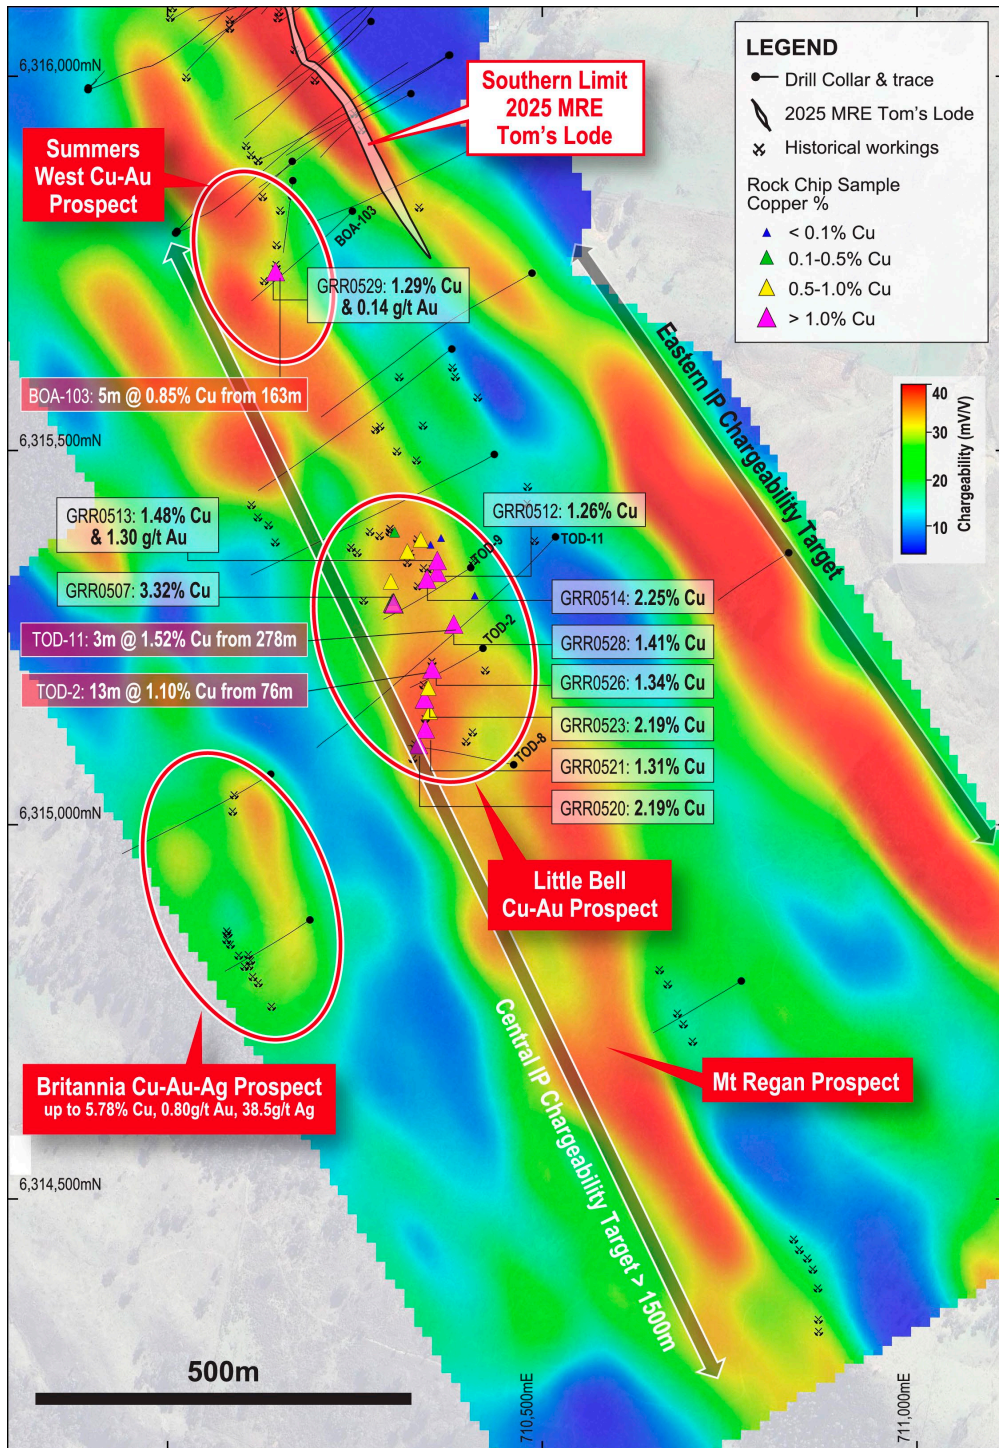 6,316,000mN
LEGEND
Drill Collar & trace
2025 MRE Tom's Lode
Historical workings
Rock Chip Sample
Copper %
< 0.1% Cu
0.1-0.5% Cu
0.5-1.0% Cu
> 1.0% Cu
Southern Limit
2025 MRE
Tom's Lode
Summers
West Cu-Au
Prospect
BOA-103
GRR0529: 1.29% Cu
& 0.14 g/t Au
Eastern IP Chargeability Target
BOA-103: 5m @ 0.85% Cu from 163m
40
30
20
10
Chargeability (mV/V)
6,315,500mN
GRR0513: 1.48% Cu
& 1.30 g/t Au
GRR0512: 1.26% Cu
TOD-9
TOD-11
GRR0507: 3.32% Cu
GRR0514: 2.25% Cu
TOD-11: 3m @ 1.52% Cu from 278m
TOD-2
GRR0528: 1.41% Cu
TOD-2: 13m @ 1.10% Cu from 76m
GRR0526: 1.34% Cu
GRR0523: 2.19% Cu
TOD-8
GRR0521: 1.31% Cu
GRR0520: 2.19% Cu
6,315,000mN
Little Bell
Cu-Au Prospect
Central IP Chargeability Target > 1500m
Britannia Cu-Au-Ag Prospect
up to 5.78% Cu, 0.80g/t Au, 38.5g/t Ag
Mt Regan Prospect
6,314,500mN
500m
710,500mE
711,000mE